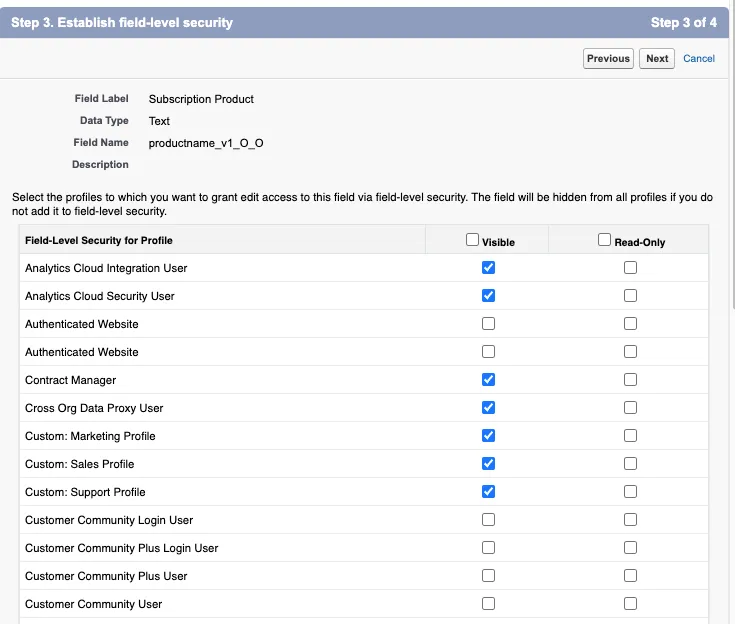 Step 3. Establish field-level security Step 3 of 4
Previous Next Cancel
Field Label Subscription Product
Data Type Text
Field Name productname_v1_O_O
Description
Select the profiles to which you want to grant edit access to this field via field-level security. The field will be hidden from all profiles if you do
not add it to field-level security.
Field-Level Security for Profile Visible Read-Only
Analytics Cloud Integration User
Analytics Cloud Security User
Authenticated Website
Authenticated Website
Contract Manager
Cross Org Data Proxy User
Custom: Marketing Profile
Custom: Sales Profile
Custom: Support Profile
Customer Community Login User
Customer Community Plus Login User
Customer Community Plus User
Customer Community User